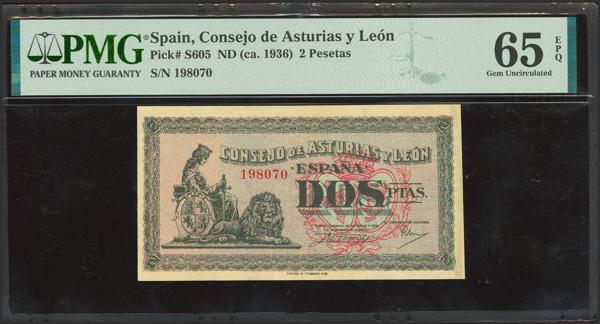 PMG
PAPER MONEY GUARANTY
Spain, Consejo de Asturias y León
Pick# S605 ND (ca. 1936) 2 Pesetas
S/N 198070
65 EPQ
Gem Uncirculated
CONSEJO DE ASTURIAS Y LEÓN
198070
ESPAÑA
DOS PTAS.